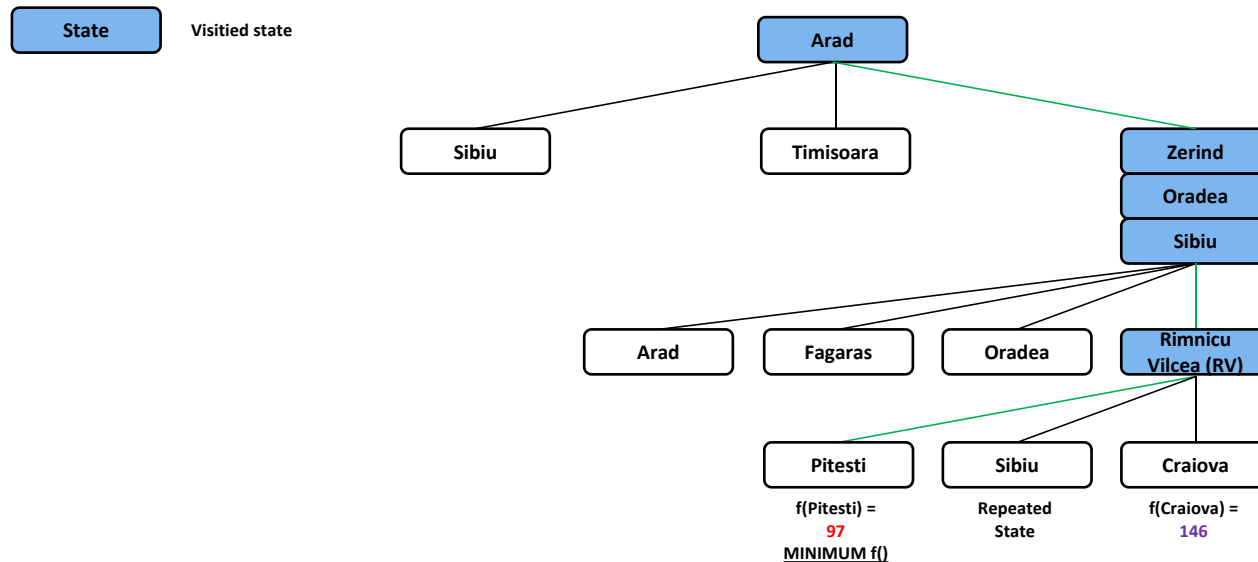 State
Visitied state
Arad
Sibiu
Timisoara
Zerind
Oradea
Sibiu
Arad
Fagaras
Oradea
Rimnicu
Vilcea (RV)
Pitesti
Sibiu
Craiova
f(Pitesti) =
97
MINIMUM f()
Repeated
State
f(Craiova) =
146